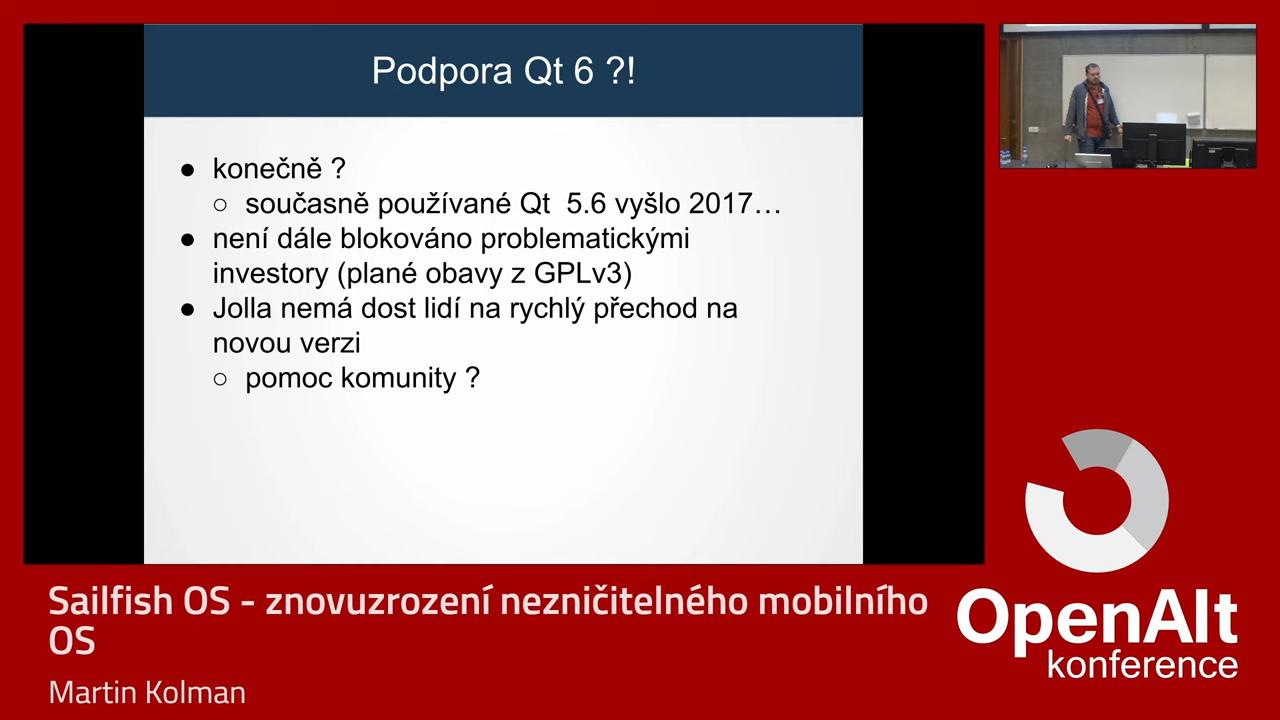 Podpora Qt 6 ?!
● konečně ?
○ současně používané Qt 5.6 vyšlo 2017…
● není dále blokováno problematickými
investory (plané obavy z GPLv3)
● Jolla nemá dost lidí na rychlý přechod na
novou verzi
○ pomoc komunity ?
Sailfish OS - znovuzrození nezničitelného mobilního
OS
Martin Kolman
OpenAlt
konference